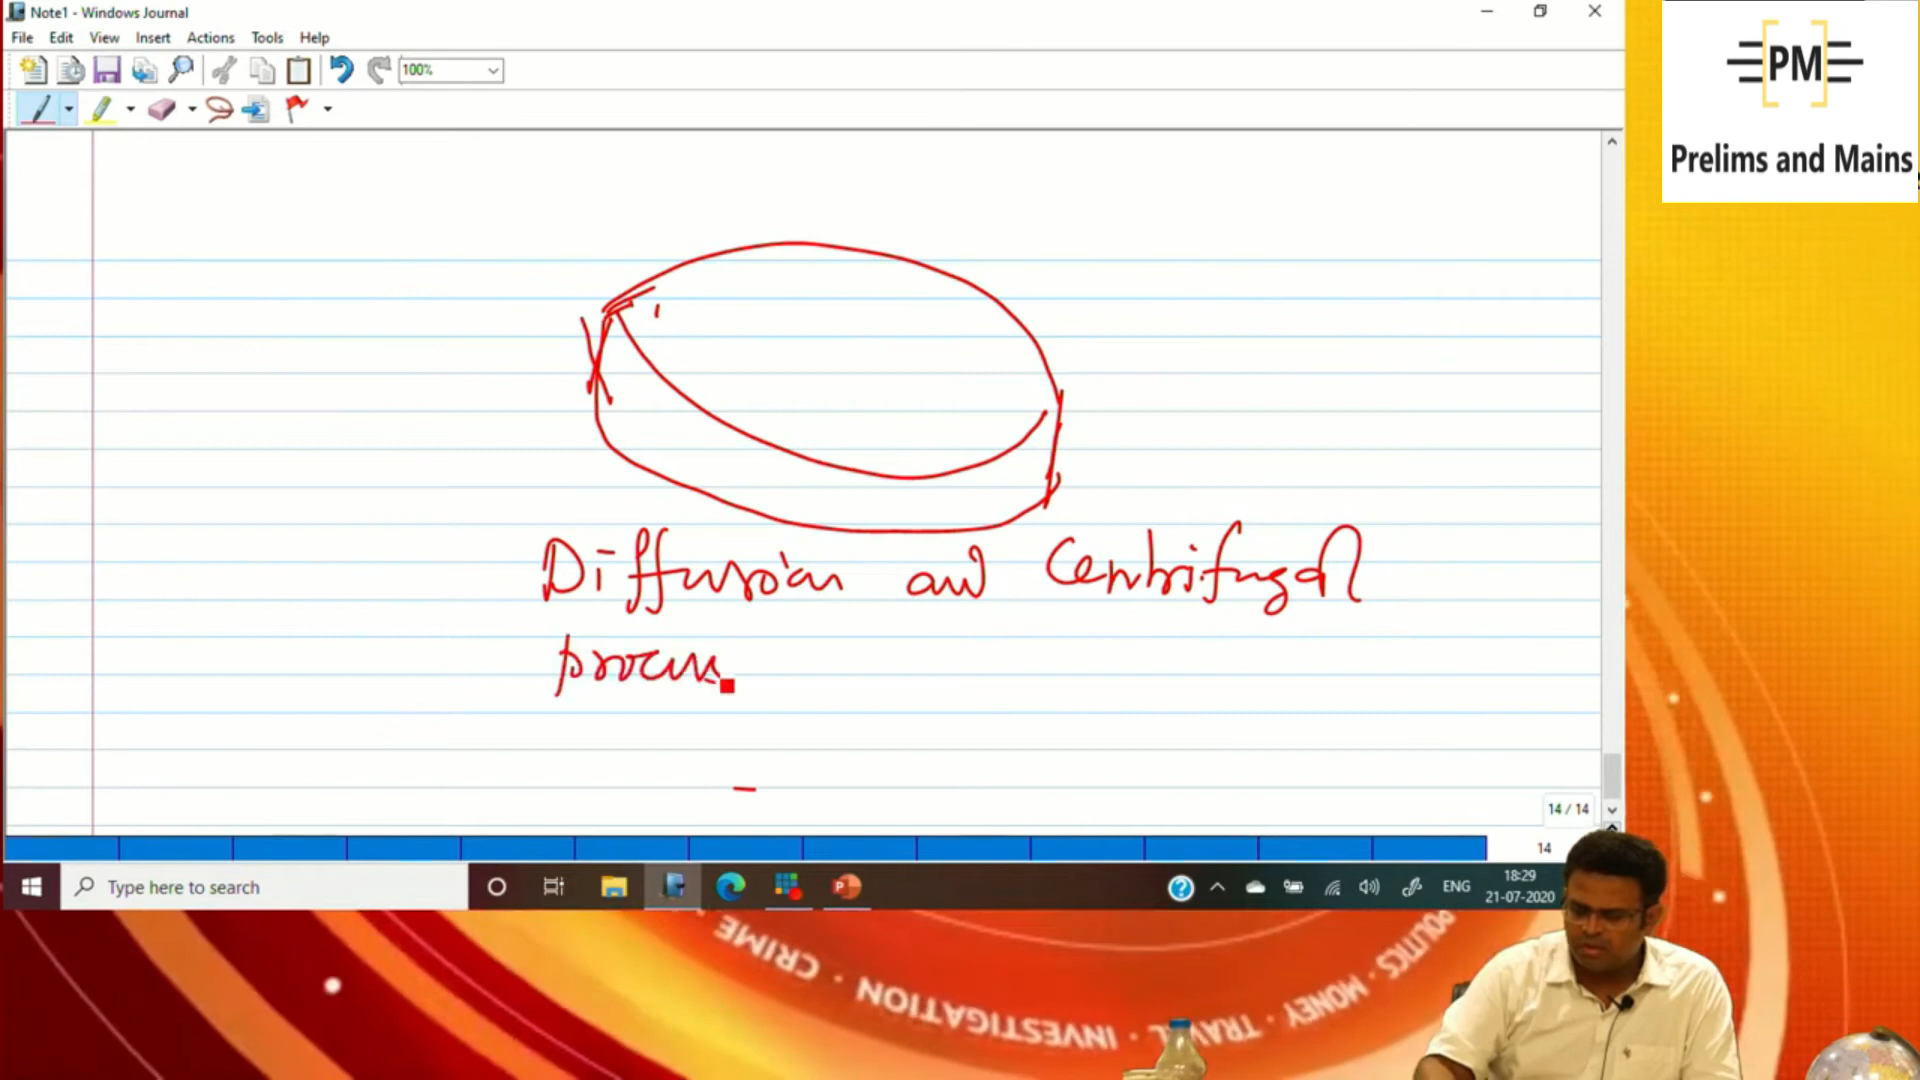 Note1 - Windows Journal
File Edit View Insert Actions Tools Help
100%
PM
Prelims and Mains
Diffusion and Centrifugal
process
14 / 14
14
Type here to search
ENG
18:29
21-07-2020
POLITICS · MONEY · TRAVEL · INVESTIGATION · CRIME ·